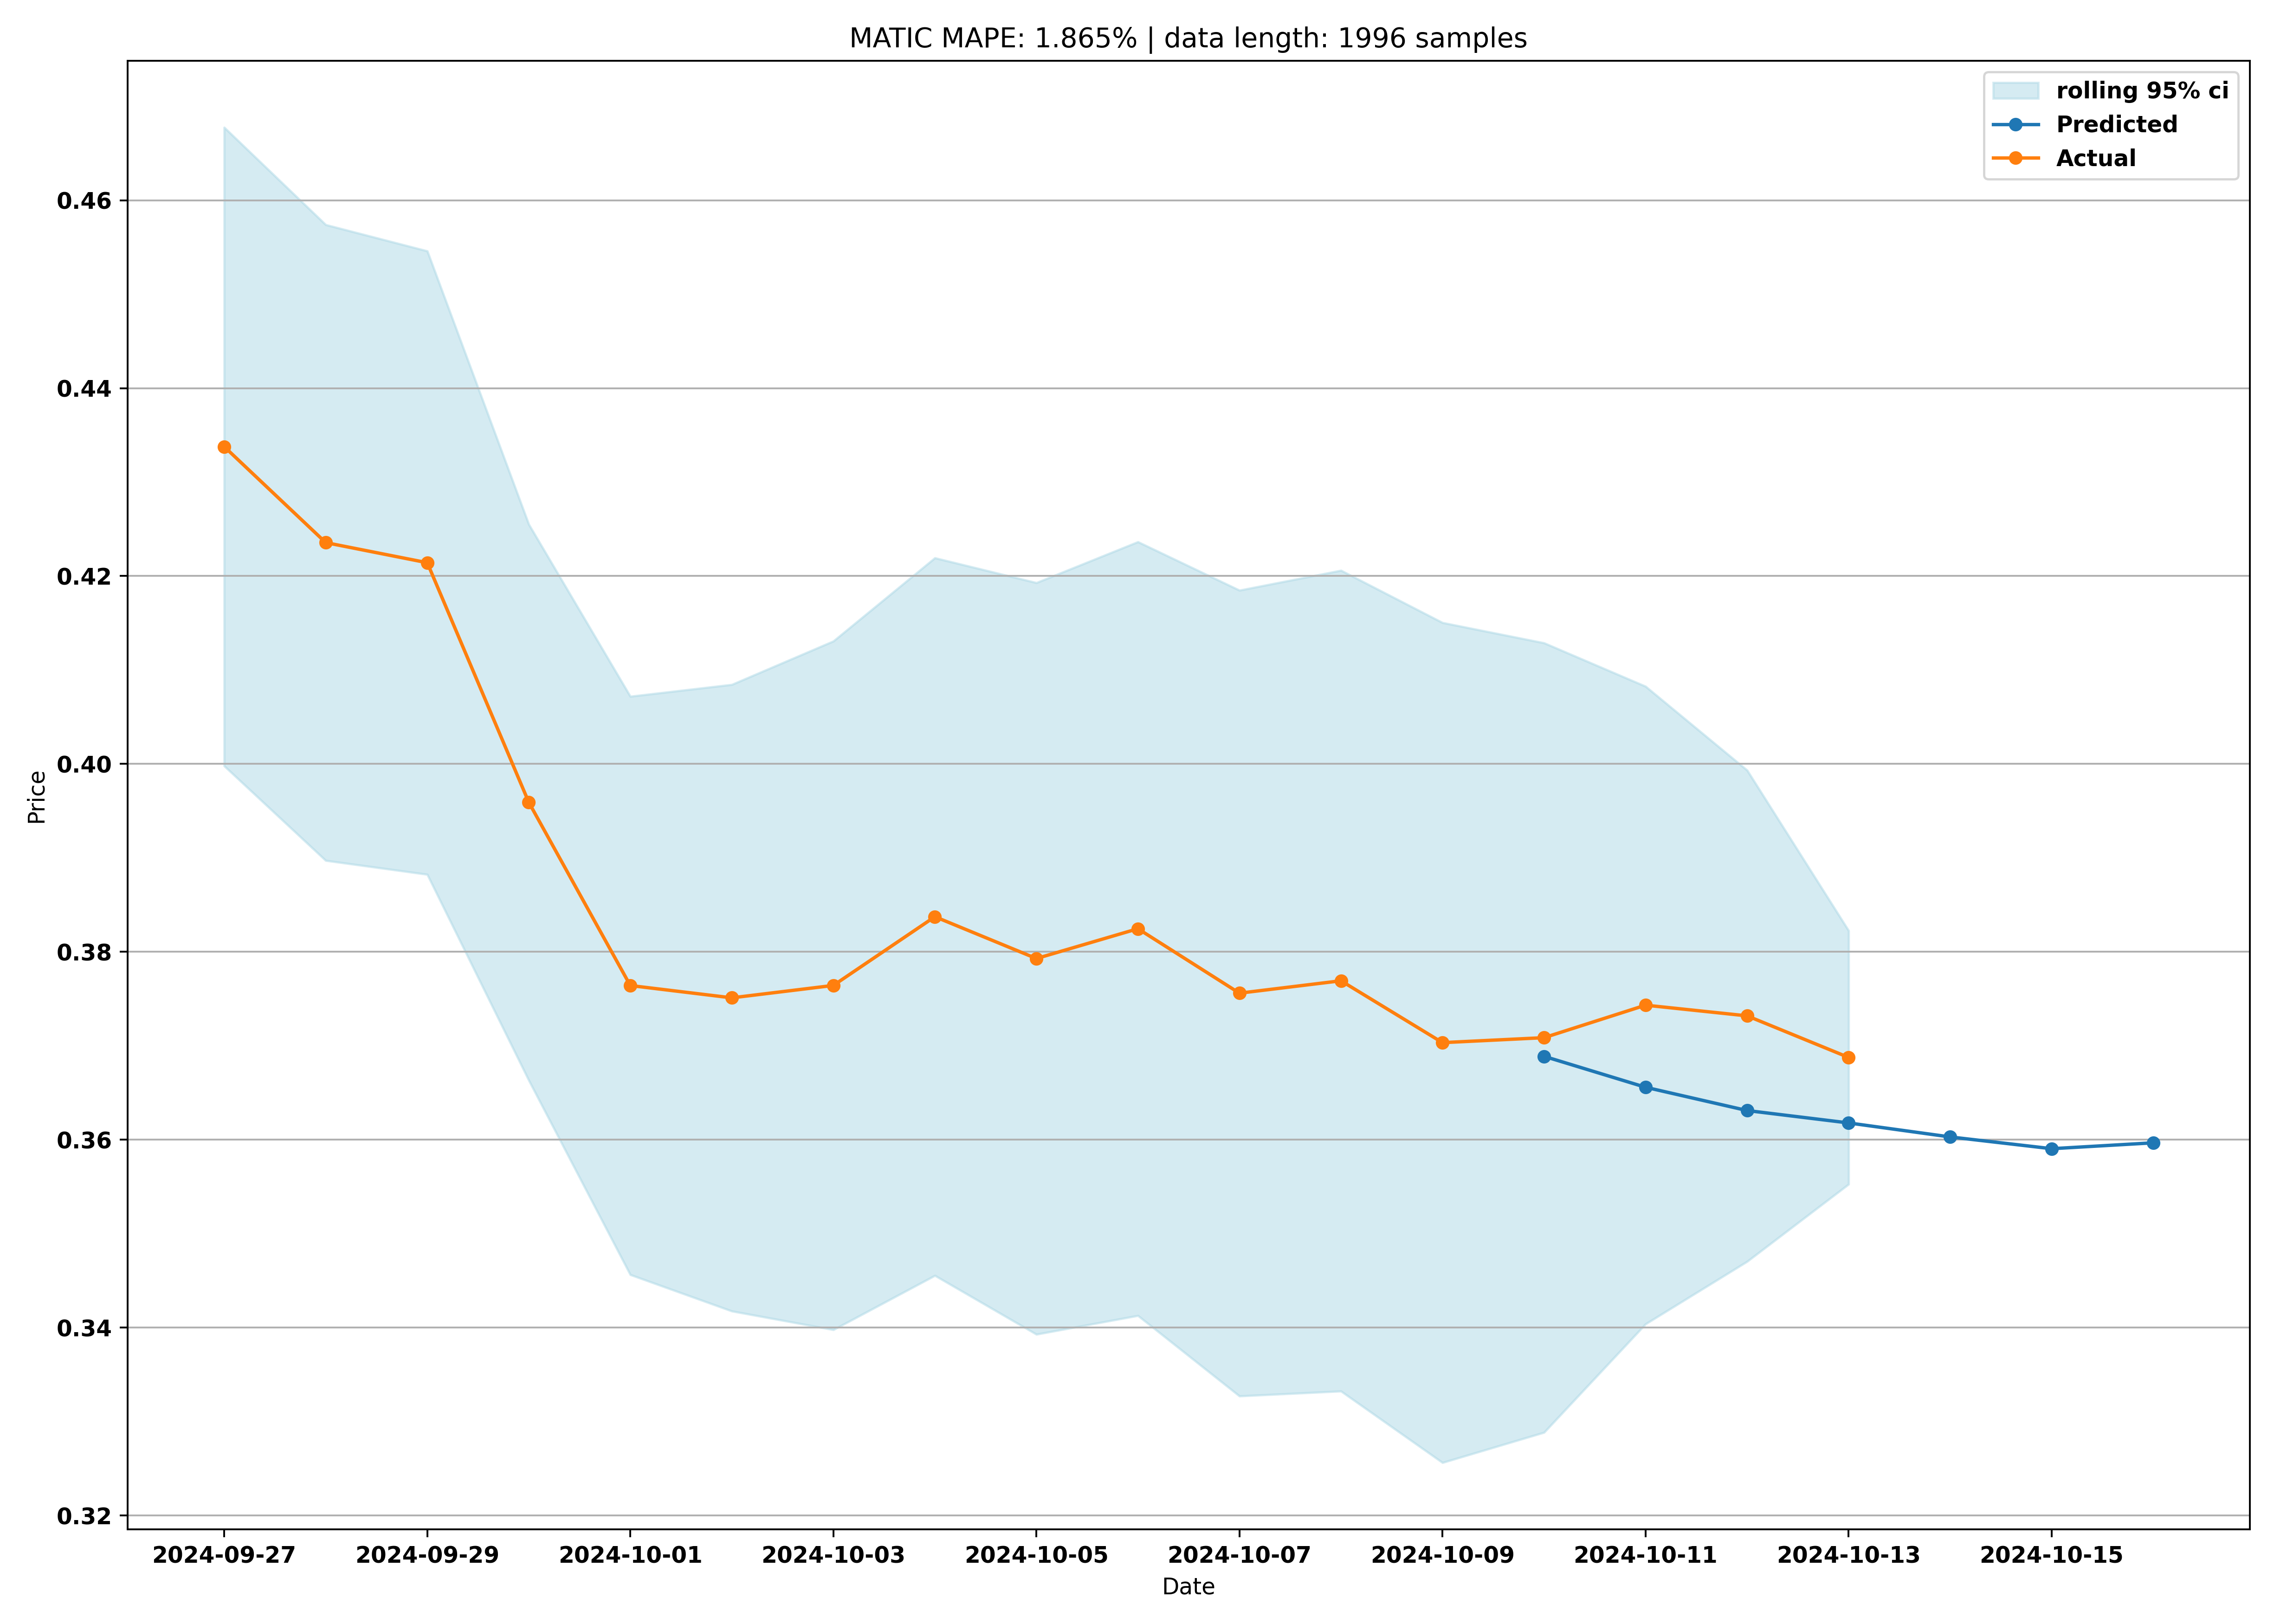 MATIC MAPE: 1.865% | data length: 1996 samples
rolling 95% ci
Predicted
Actual
Price
0.46
0.44
0.42
0.40
0.38
0.36
0.34
0.32
2024-09-27 2024-09-29 2024-10-01 2024-10-03 2024-10-05 2024-10-07 2024-10-09 2024-10-11 2024-10-13 2024-10-15
Date